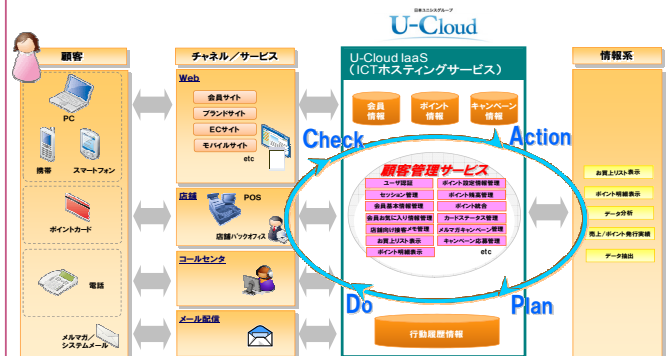 日本ユニシスグループ
U-Cloud
顧客
PC
携帯
スマートフォン
ポイントカード
電話
メルマガ/
システムメール
チャネル/サービス
Web
会員サイト
ブランドサイト
ECサイト
モバイルサイト
etc
店舗
POS
店舗バックオフィス
コールセンタ
メール配信
U-Cloud IaaS
(ICTホスティングサービス)
会員
情報
ポイント
情報
キャンペーン
情報
Check
Action
顧客管理サービス
ユーザ認証
セッション管理
会員基本情報管理
会員お気に入り情報管理
店舗向け接客メモ管理
お買上リスト表示
ポイント明細表示
ポイント設定情報管理
ポイント残高管理
ポイント統合
カードステータス管理
メルマガキャンペーン管理
キャンペーン応募管理
etc
Do
Plan
行動履歴情報
情報系
お買上リスト表示
ポイント明細表示
データ分析
売上/ポイント発行実績
データ抽出